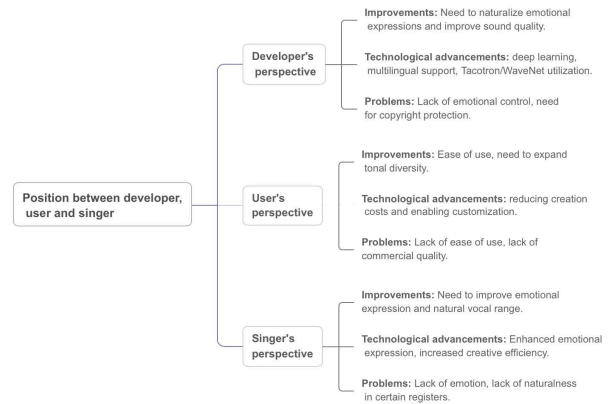 Position between developer,
user and singer
Developer's
perspective
Improvements: Need to naturalize emotional
expressions and improve sound quality.
Technological advancements: deep learning,
multilingual support, Tacotron/WaveNet utilization.
Problems: Lack of emotional control, need
for copyright protection.
User's
perspective
Improvements: Ease of use, need to expand
tonal diversity.
Technological advancements: reducing creation
costs and enabling customization.
Problems: Lack of ease of use, lack of
commercial quality.
Singer's
perspective
Improvements: Need to improve emotional
expression and natural vocal range.
Technological advancements: Enhanced emotional
expression, increased creative efficiency.
Problems: Lack of emotion, lack of naturalness
in certain registers.